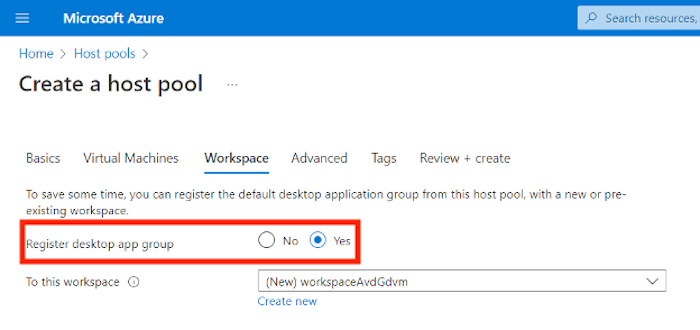 Microsoft Azure
Search resources,
Home > Host pools >
Create a host pool ...
Basics Virtual Machines Workspace Advanced Tags Review + create
To save some time, you can register the default desktop application group from this host pool, with a new or pre-
existing workspace.
Register desktop app group No Yes
To this workspace (New) workspaceAvdGdvm
Create new